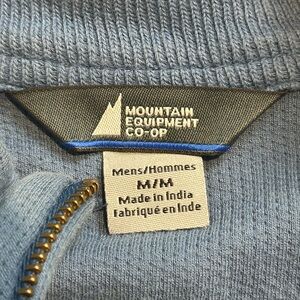 MOUNTAIN
EQUIPMENT
CO-OP
Mens/Hommes
M/M
Made in India
Fabriqué en Inde